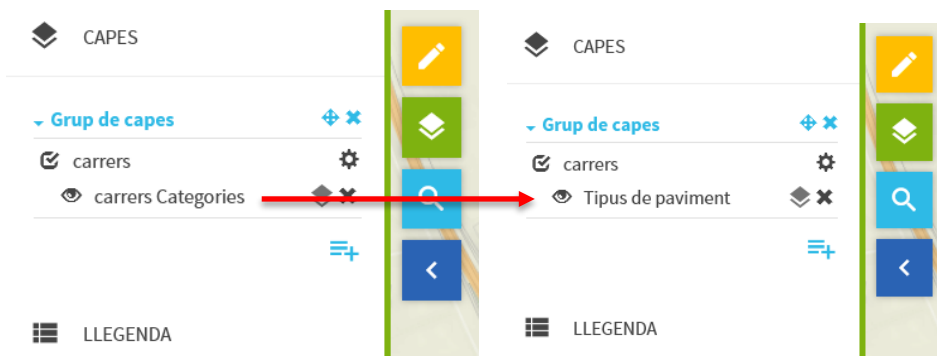 CAPES
Grup de capes
carrers
carrers Categories
LLEGENDA
CAPES
Grup de capes
carrers
Tipus de paviment
LLEGENDA